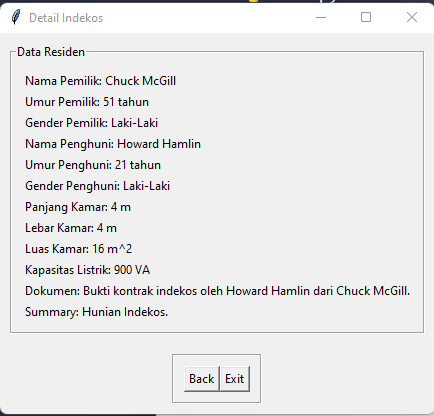 Detail Indekos
Data Residen
Nama Pemilik: Chuck McGill
Umur Pemilik: 51 tahun
Gender Pemilik: Laki-Laki
Nama Penghuni: Howard Hamlin
Umur Penghuni: 21 tahun
Gender Penghuni: Laki-Laki
Panjang Kamar: 4 m
Lebar Kamar: 4 m
Luas Kamar: 16 m^2
Kapasitas Listrik: 900 VA
Dokumen: Bukti kontrak indekos oleh Howard Hamlin dari Chuck McGill.
Summary: Hunian Indekos.
Back Exit